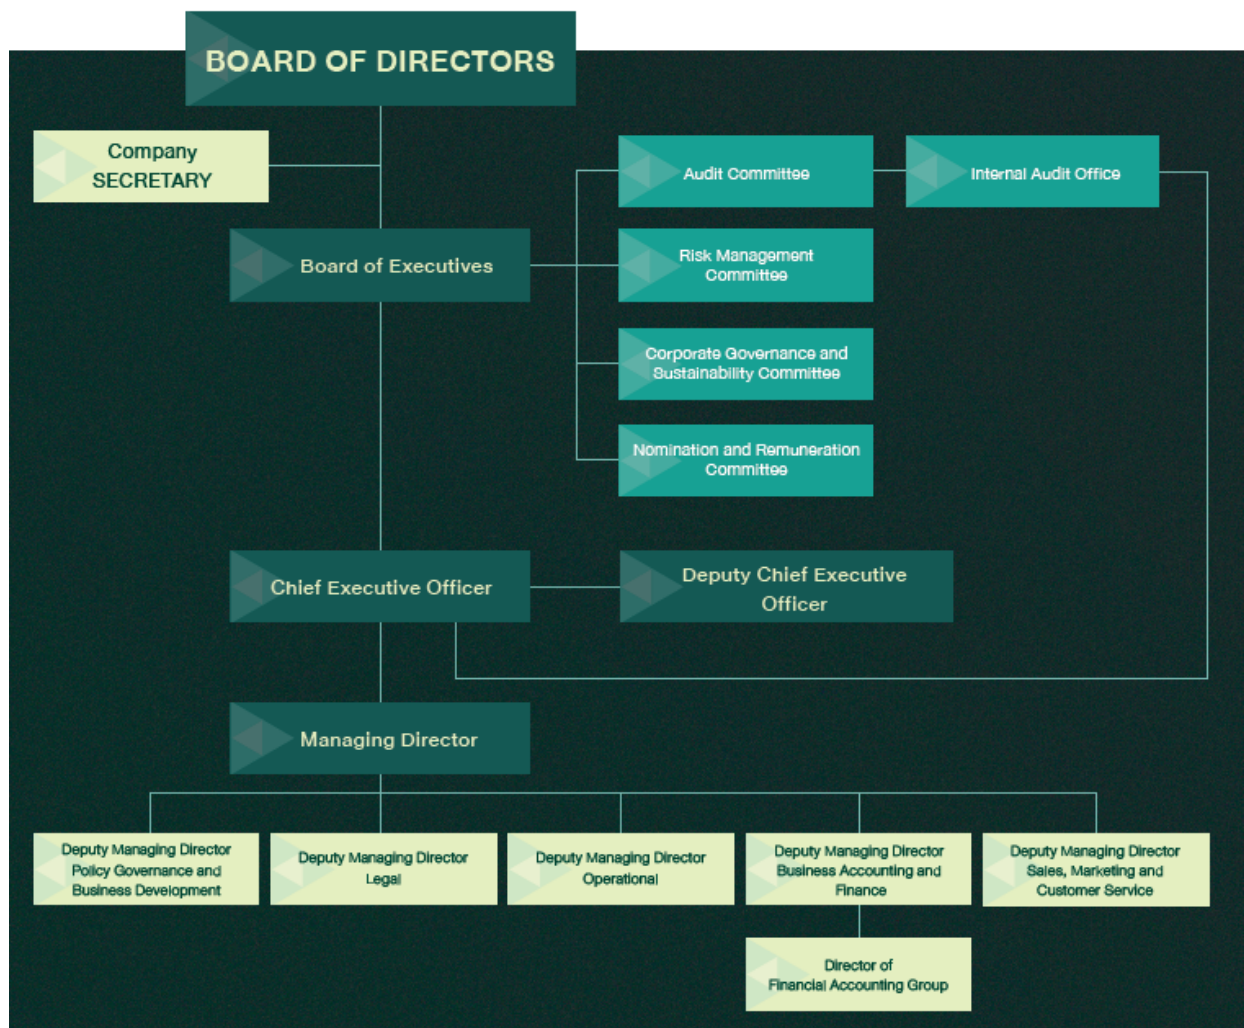 BOARD OF DIRECTORS
Company
SECRETARY
Audit Committee
Internal Audit Office
Board of Executives
Risk Management
Committee
Corporate Governance and
Sustainability Committee
Nomination and Remuneration
Committee
Chief Executive Officer
Deputy Chief Executive
Officer
Managing Director
Deputy Managing Director
Policy Governance and
Business Development
Deputy Managing Director
Legal
Deputy Managing Director
Operational
Deputy Managing Director
Business Accounting and
Finance
Deputy Managing Director
Sales, Marketing and
Customer Service
Director of
Financial Accounting Group